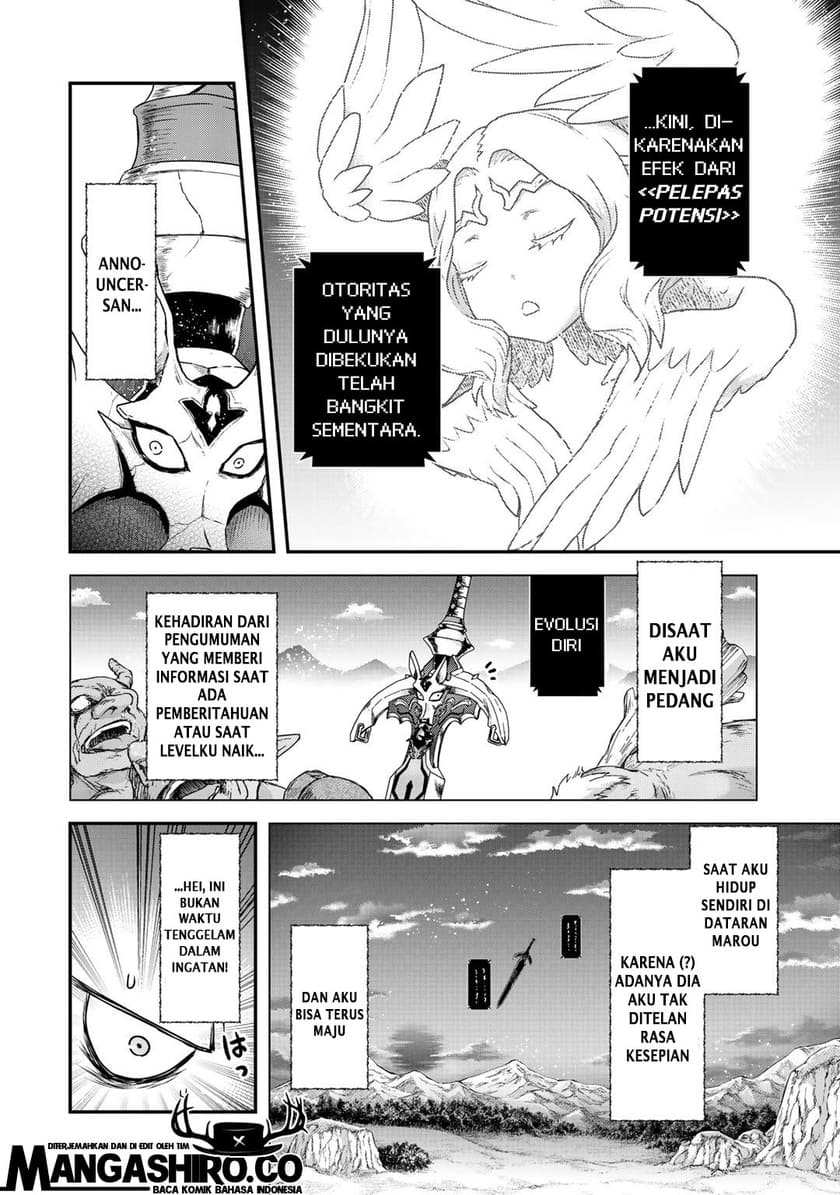 ...KINI, DI-
KARENAKAN
EFEK DARI
<<PELEPAS
POTENSI>>
OTORITAS
YANG
DULUNYA
DIBEKUKAN
TELAH
BANGKIT
SEMENTARA.
ANNO-
UNCER-
SAN...
DISAAT
AKU
MENJADI
PEDANG
EVOLUSI
DIRI
KEHADIRAN DARI
PENGUMUMAN
YANG MEMBERI
INFORMASI SAAT
ADA
PEMBERITAHUAN
ATAU SAAT
LEVELKU NAIK...
SAAT AKU
HIDUP
SENDIRI DI
DATARAN
MAROU
KARENA (?)
ADANYA DIA
AKU TAK
DITELAN
RASA
KESEPIAN
DAN AKU
BISA TERUS
MAJU
...HEI, INI
BUKAN
WAKTU
TENGGELAM
DALAM
INGATAN!
はっ
DITERJEMAHKAN DAN DI EDIT OLEH TIM
MANGASHIRO.CO
BACA KOMIK BAHASA INDONESIA